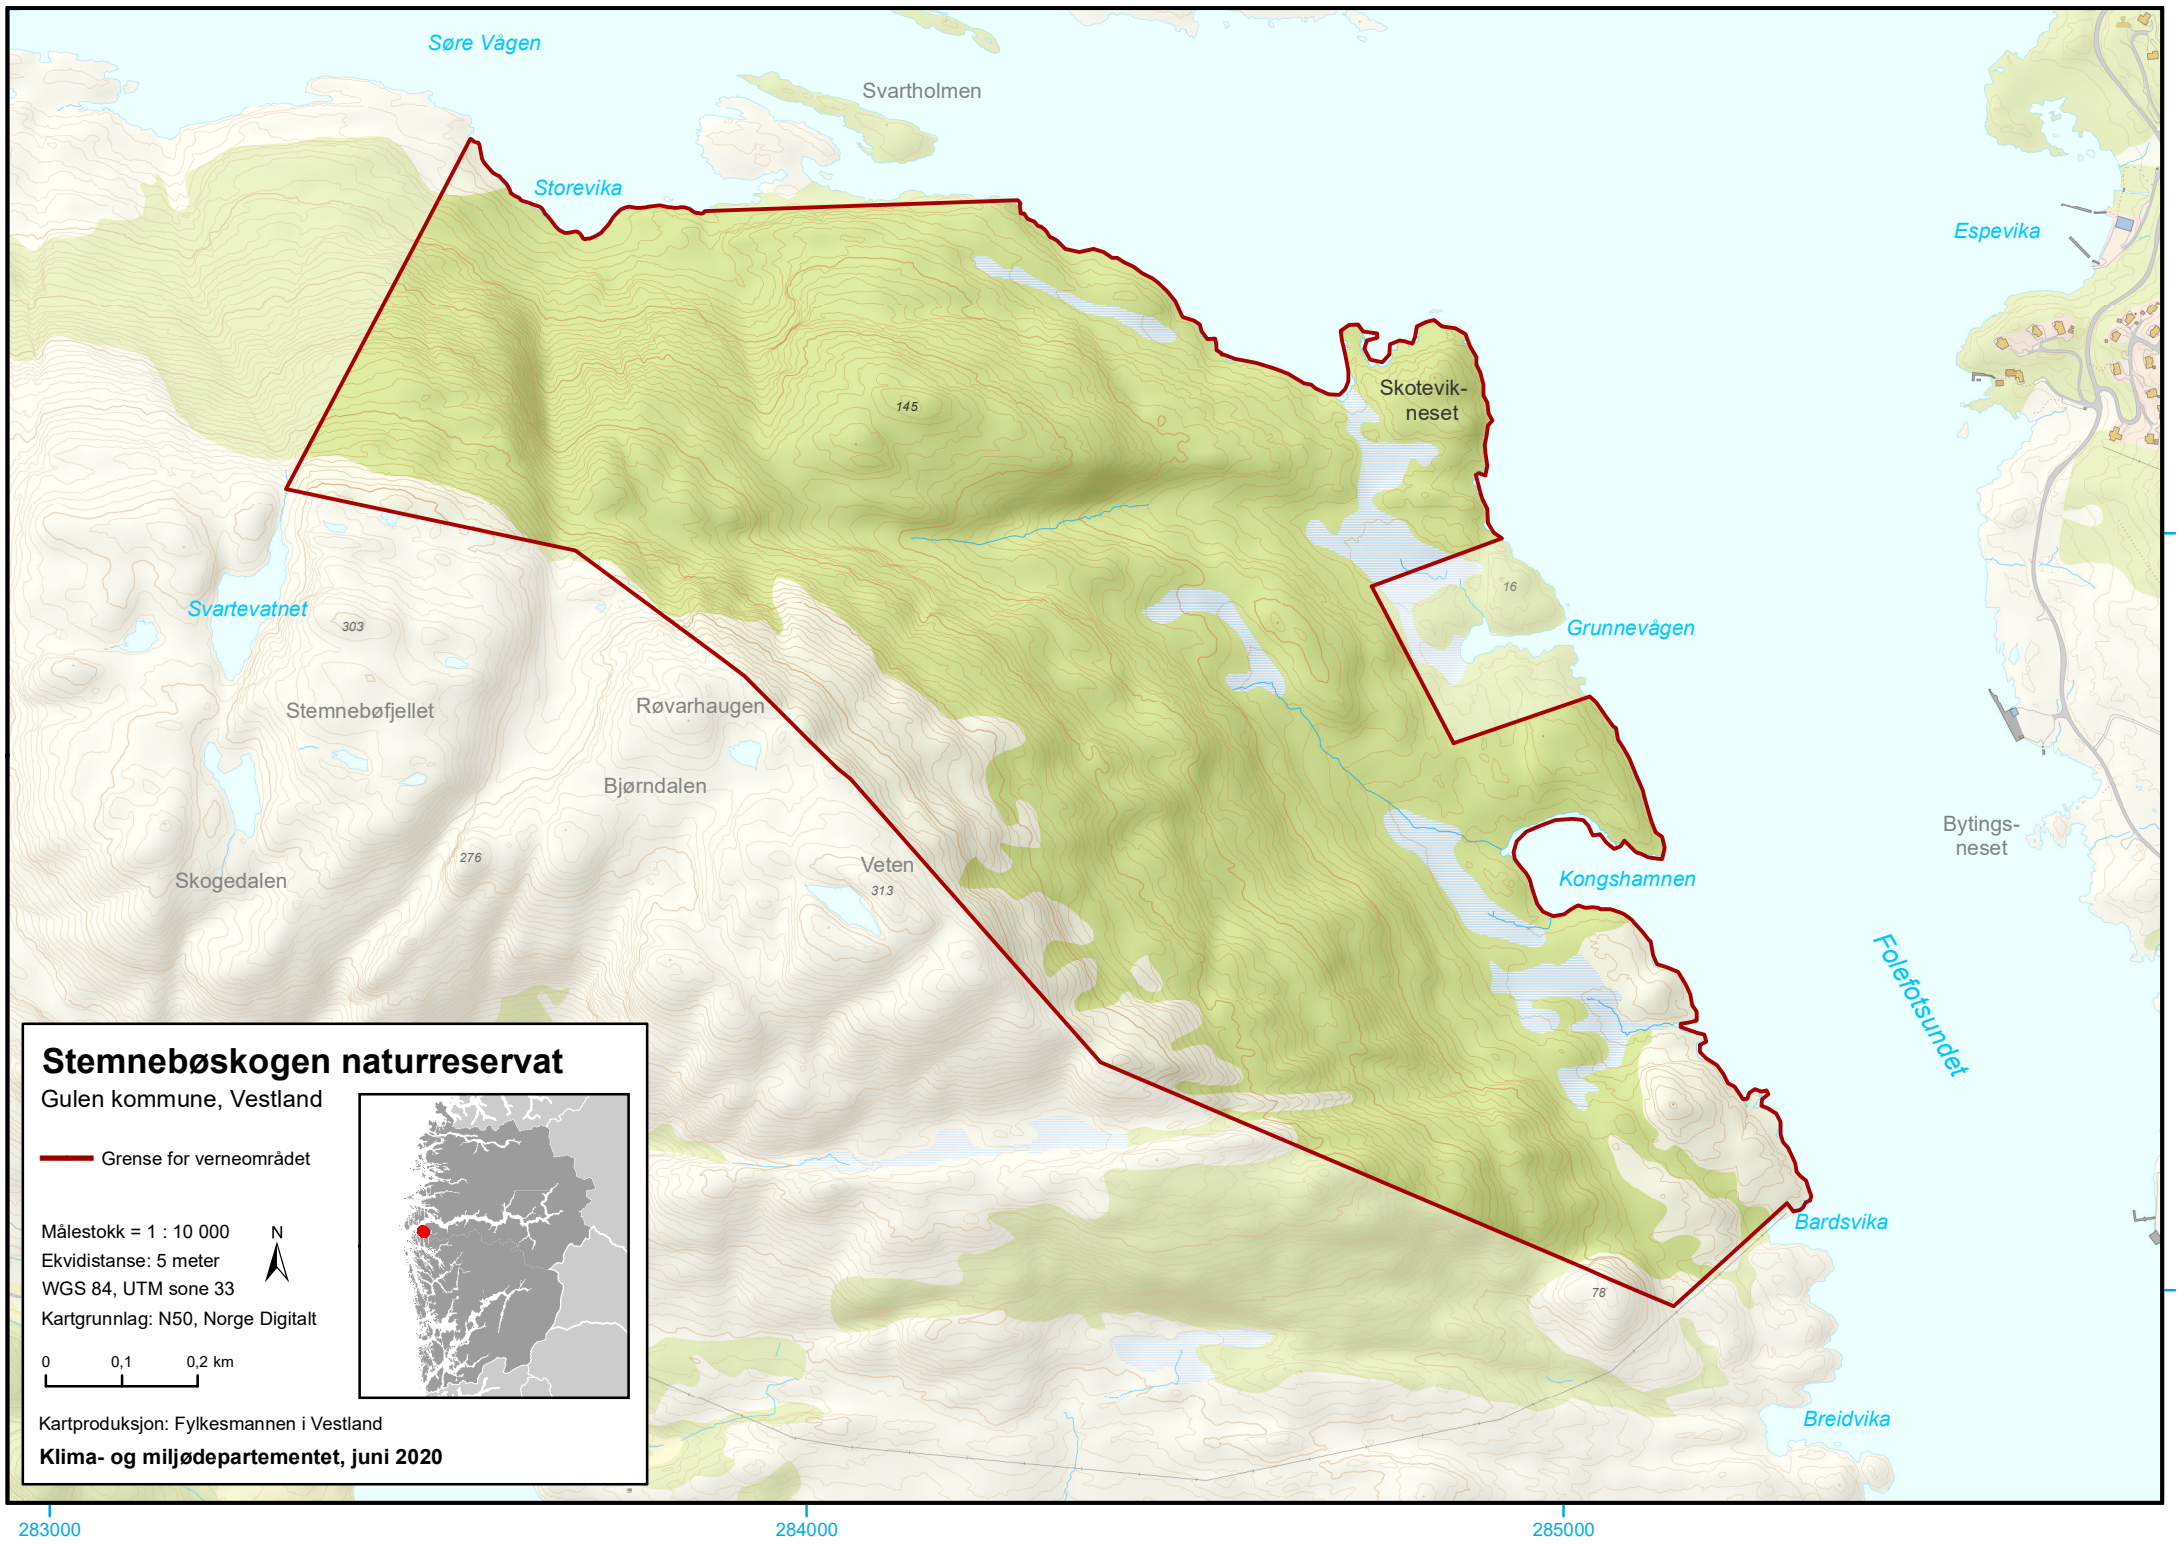 Søre Vågen
Svartholmen
Storevika
Espevika
145
Skotevik-
neset
16
Svartevatnet
303
Grunnevågen
Stemnebøfjellet
Røvarhaugen
Bjørndalen
Bytings-
neset
276
Veten
313
Skogedalen
Kongshamnen
Folefotsundet
Bardsvika
78
Breidvika
Stemnebøskogen naturreservat
Gulen kommune, Vestland
Grense for verneområdet
Målestokk = 1 : 10 000
N
Ekvidistanse: 5 meter
WGS 84, UTM sone 33
Kartgrunnlag: N50, Norge Digitalt
0 0,1 0,2 km
Kartproduksjon: Fylkesmannen i Vestland
Klima- og miljødepartementet, juni 2020
283000 284000 285000